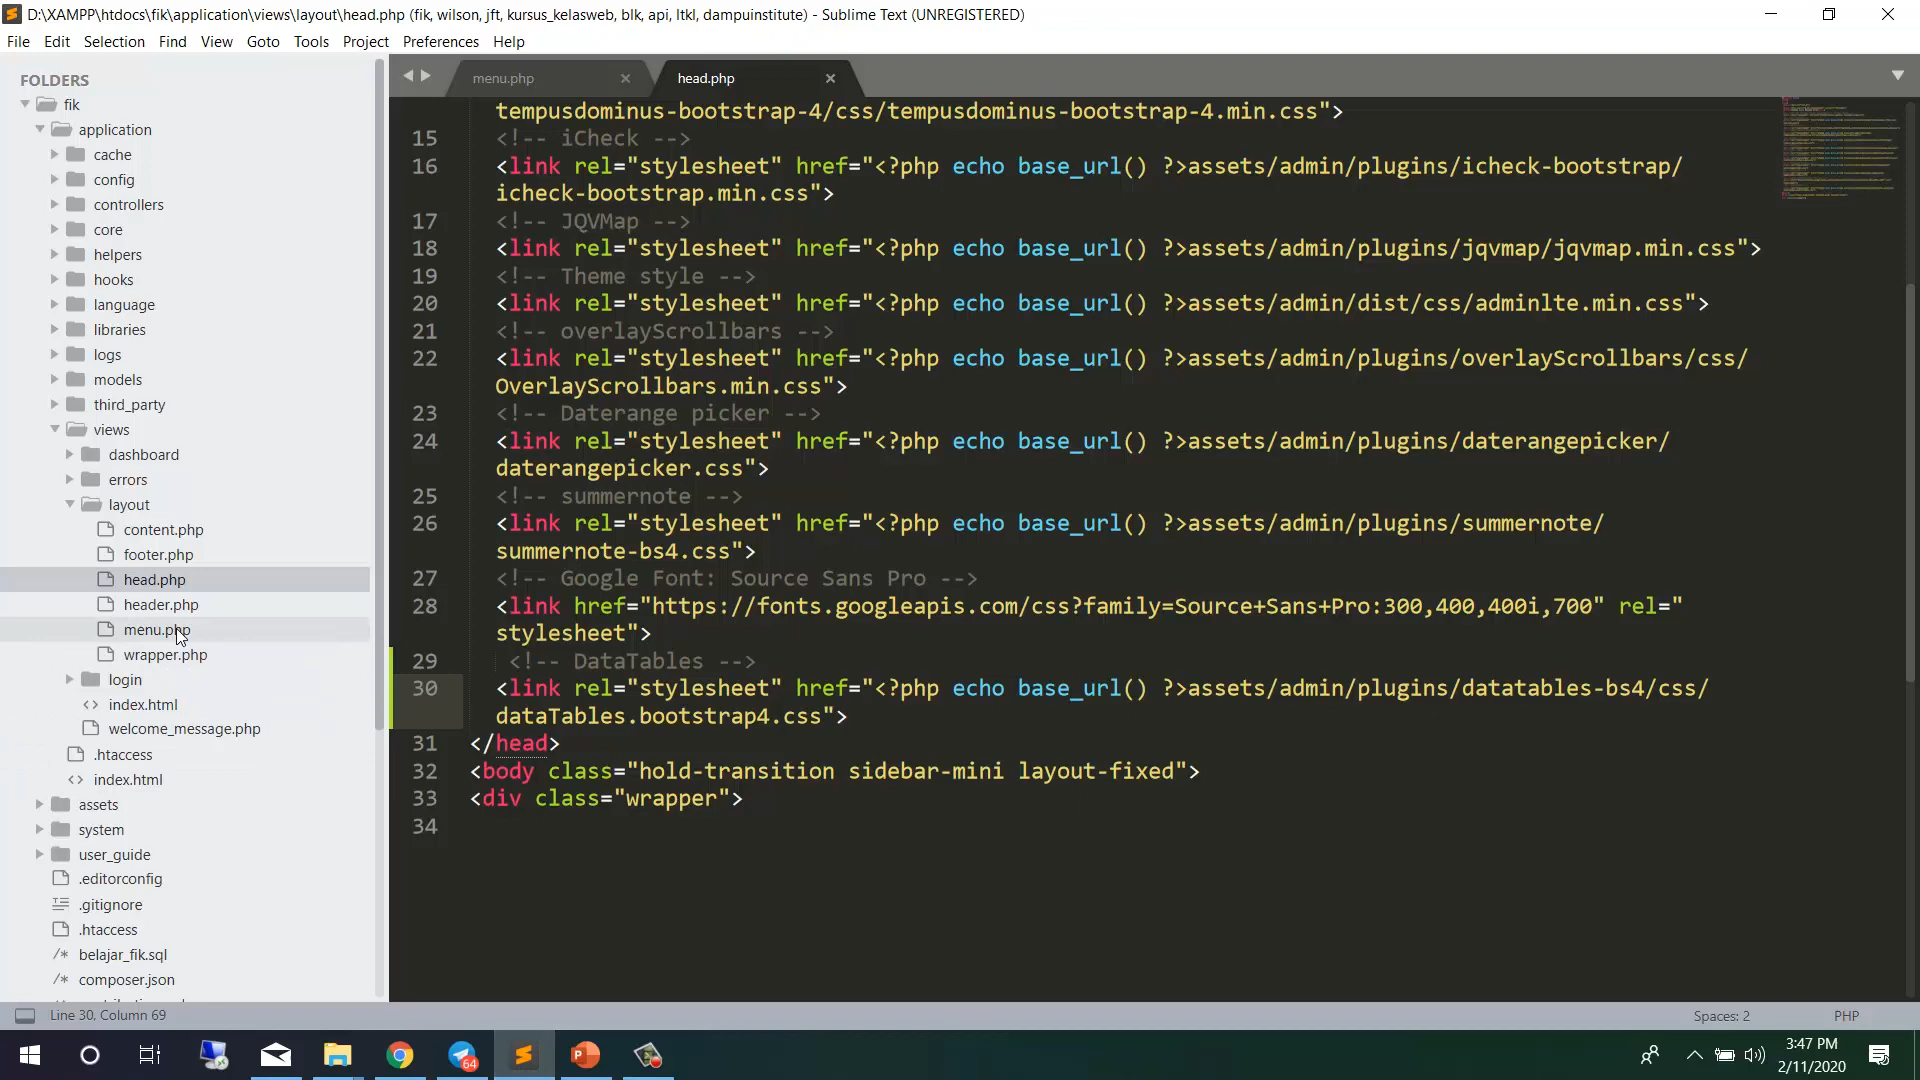 D:\XAMPP\htdocs\fik\application\views\layout\head.php (fik, wilson, jft, kursus_kelasweb, blk, api, ltkl, dampuinstitute) - Sublime Text (UNREGISTERED)
File Edit Selection Find View Goto Tools Project Preferences Help
FOLDERS
fik
application
cache
config
controllers
core
helpers
hooks
language
libraries
logs
models
third_party
views
dashboard
errors
layout
content.php
footer.php
head.php
header.php
menu.php
wrapper.php
login
index.html
welcome_message.php
.htaccess
index.html
assets
system
user_guide
.editorconfig
.gitignore
.htaccess
belajar_fik.sql
composer.json
menu.php head.php
tempusdominus-bootstrap-4/css/tempusdominus-bootstrap-4.min.css">
15 <!-- iCheck -->
16 <link rel="stylesheet" href="<?php echo base_url() ?>assets/admin/plugins/icheck-bootstrap/
icheck-bootstrap.min.css">
17 <!-- JQVMap -->
18 <link rel="stylesheet" href="<?php echo base_url() ?>assets/admin/plugins/jqvmap/jqvmap.min.css">
19 <!-- Theme style -->
20 <link rel="stylesheet" href="<?php echo base_url() ?>assets/admin/dist/css/adminlte.min.css">
21 <!-- overlayScrollbars -->
22 <link rel="stylesheet" href="<?php echo base_url() ?>assets/admin/plugins/overlayScrollbars/css/
OverlayScrollbars.min.css">
23 <!-- Daterange picker -->
24 <link rel="stylesheet" href="<?php echo base_url() ?>assets/admin/plugins/daterangepicker/
daterangepicker.css">
25 <!-- summernote -->
26 <link rel="stylesheet" href="<?php echo base_url() ?>assets/admin/plugins/summernote/
summernote-bs4.css">
27 <!-- Google Font: Source Sans Pro -->
28 <link href="https://fonts.googleapis.com/css?family=Source+Sans+Pro:300,400,400i,700" rel="
stylesheet">
29 <!-- DataTables -->
30 <link rel="stylesheet" href="<?php echo base_url() ?>assets/admin/plugins/datatables-bs4/css/
dataTables.bootstrap4.css">
31 </head>
32 <body class="hold-transition sidebar-mini layout-fixed">
33 <div class="wrapper">
34
Line 30, Column 69 Spaces: 2 PHP
64
3:47 PM
2/11/2020